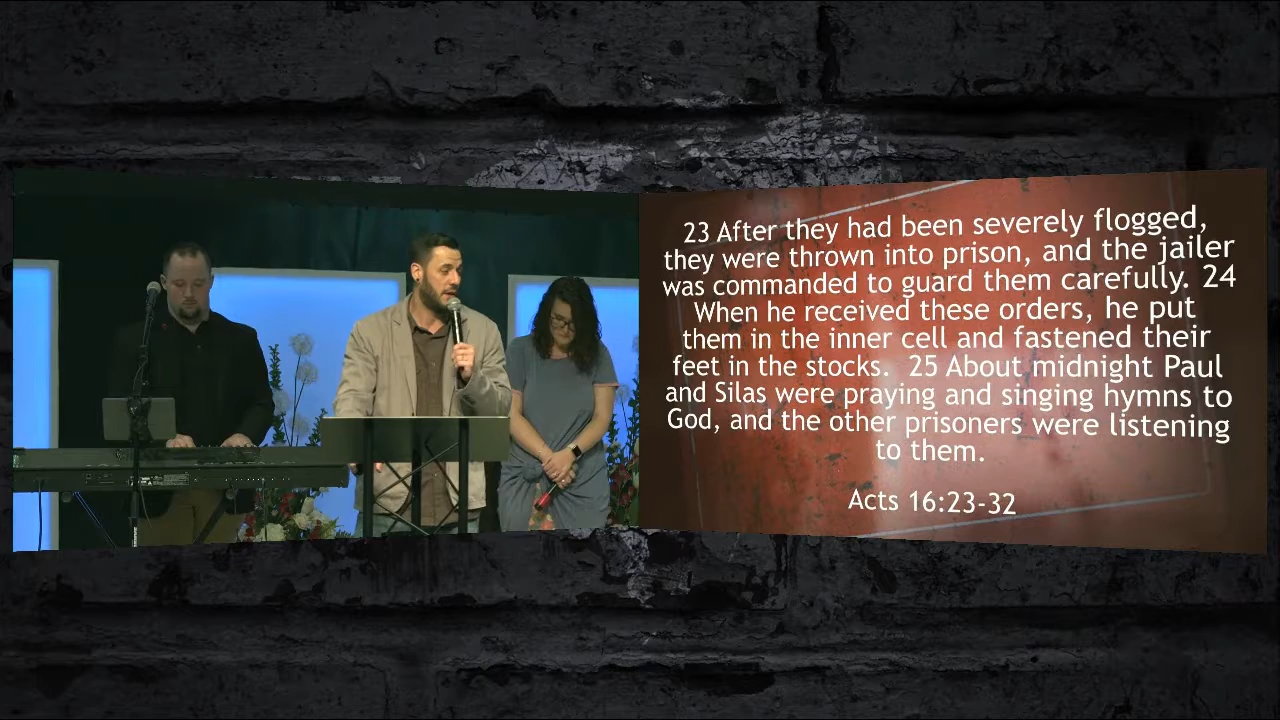 23 After they had been severely flogged,
they were thrown into prison, and the jailer
was commanded to guard them carefully. 24
When he received these orders, he put
them in the inner cell and fastened their
feet in the stocks.  25 About midnight Paul
and Silas were praying and singing hymns to
God, and the other prisoners were listening
to them.
Acts 16:23-32